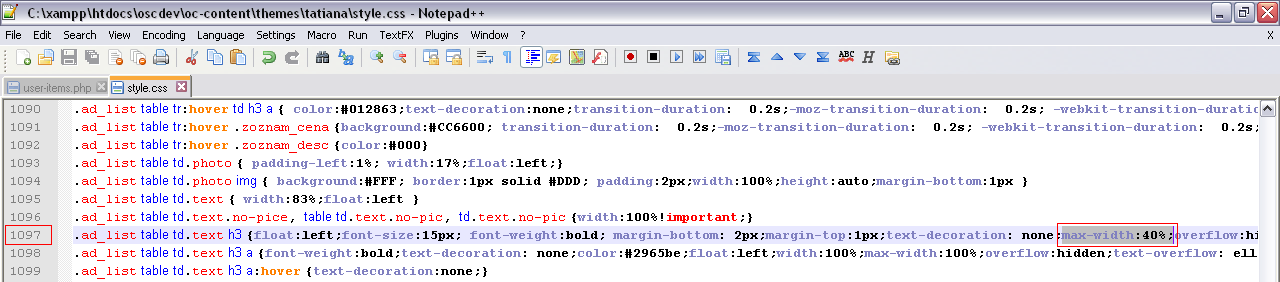 C:\xampp\htdocs\oscdev\oc-content\themes\tatiana\style.css - Notepad++
File Edit Search View Encoding Language Settings Macro Run TextFX Plugins Window ? X
user-items.php style.css
1090 .ad_list table tr:hover td h3 a { color:#012863;text-decoration:none;transition-duration: 0.2s;-moz-transition-duration: 0.2s; -webkit-transition-duratio
1091 .ad_list table tr:hover .zoznam_cena {background:#CC6600; transition-duration: 0.2s;-moz-transition-duration: 0.2s; -webkit-transition-duration: 0.2s;
1092 .ad_list table tr:hover .zoznam_desc {color:#000}
1093 .ad_list table td.photo { padding-left:1%; width:17%;float:left;}
1094 .ad_list table td.photo img { background:#FFF; border:1px solid #DDD; padding:2px;width:100%;height:auto;margin-bottom:1px }
1095 .ad_list table td.text { width:83%;float:left }
1096 .ad_list table td.text.no-pice, table td.text.no-pic, td.text.no-pic {width:100%!important;}
1097 .ad_list table td.text h3 {float:left;font-size:15px; font-weight:bold; margin-bottom: 2px;margin-top:1px;text-decoration: none;max-width:40%;overflow:hi
1098 .ad_list table td.text h3 a {font-weight:bold;text-decoration: none;color:#2965be;float:left;width:100%;max-width:100%;overflow:hidden;text-overflow: ell
1099 .ad_list table td.text h3 a:hover {text-decoration:none;}